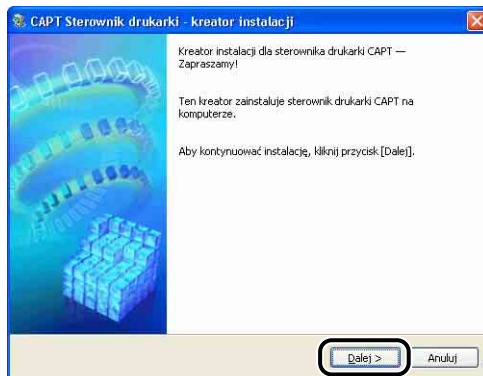 CAPT Sterownik drukarki - kreator instalacji
Kreator instalacji dla sterownika drukarki CAPT —
Zapraszamy!
Ten kreator zainstaluje sterownik drukarki CAPT na
komputerze.
Aby kontynuować instalację, kliknij przycisk [Dalej].
Dalej >
Anuluj